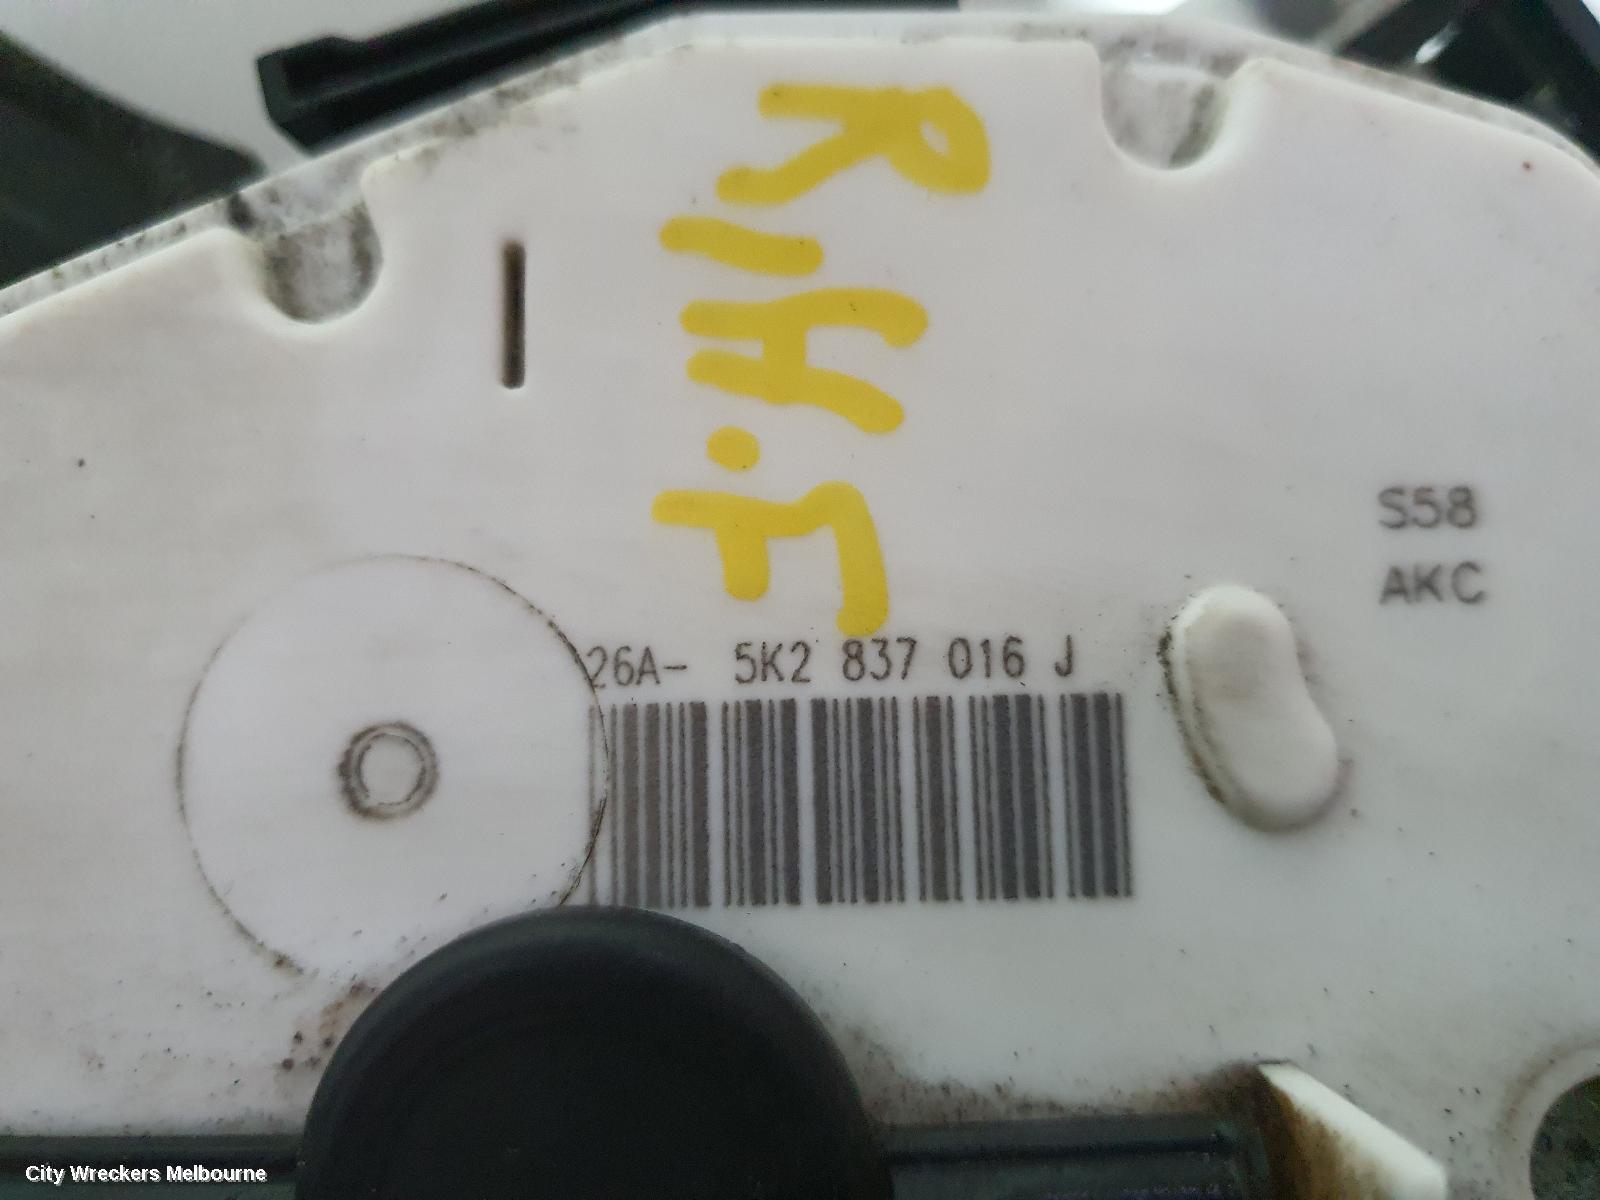 R/H.F
S58
AKC
26A- 5K2 837 016 J
City Wreckers Melbourne